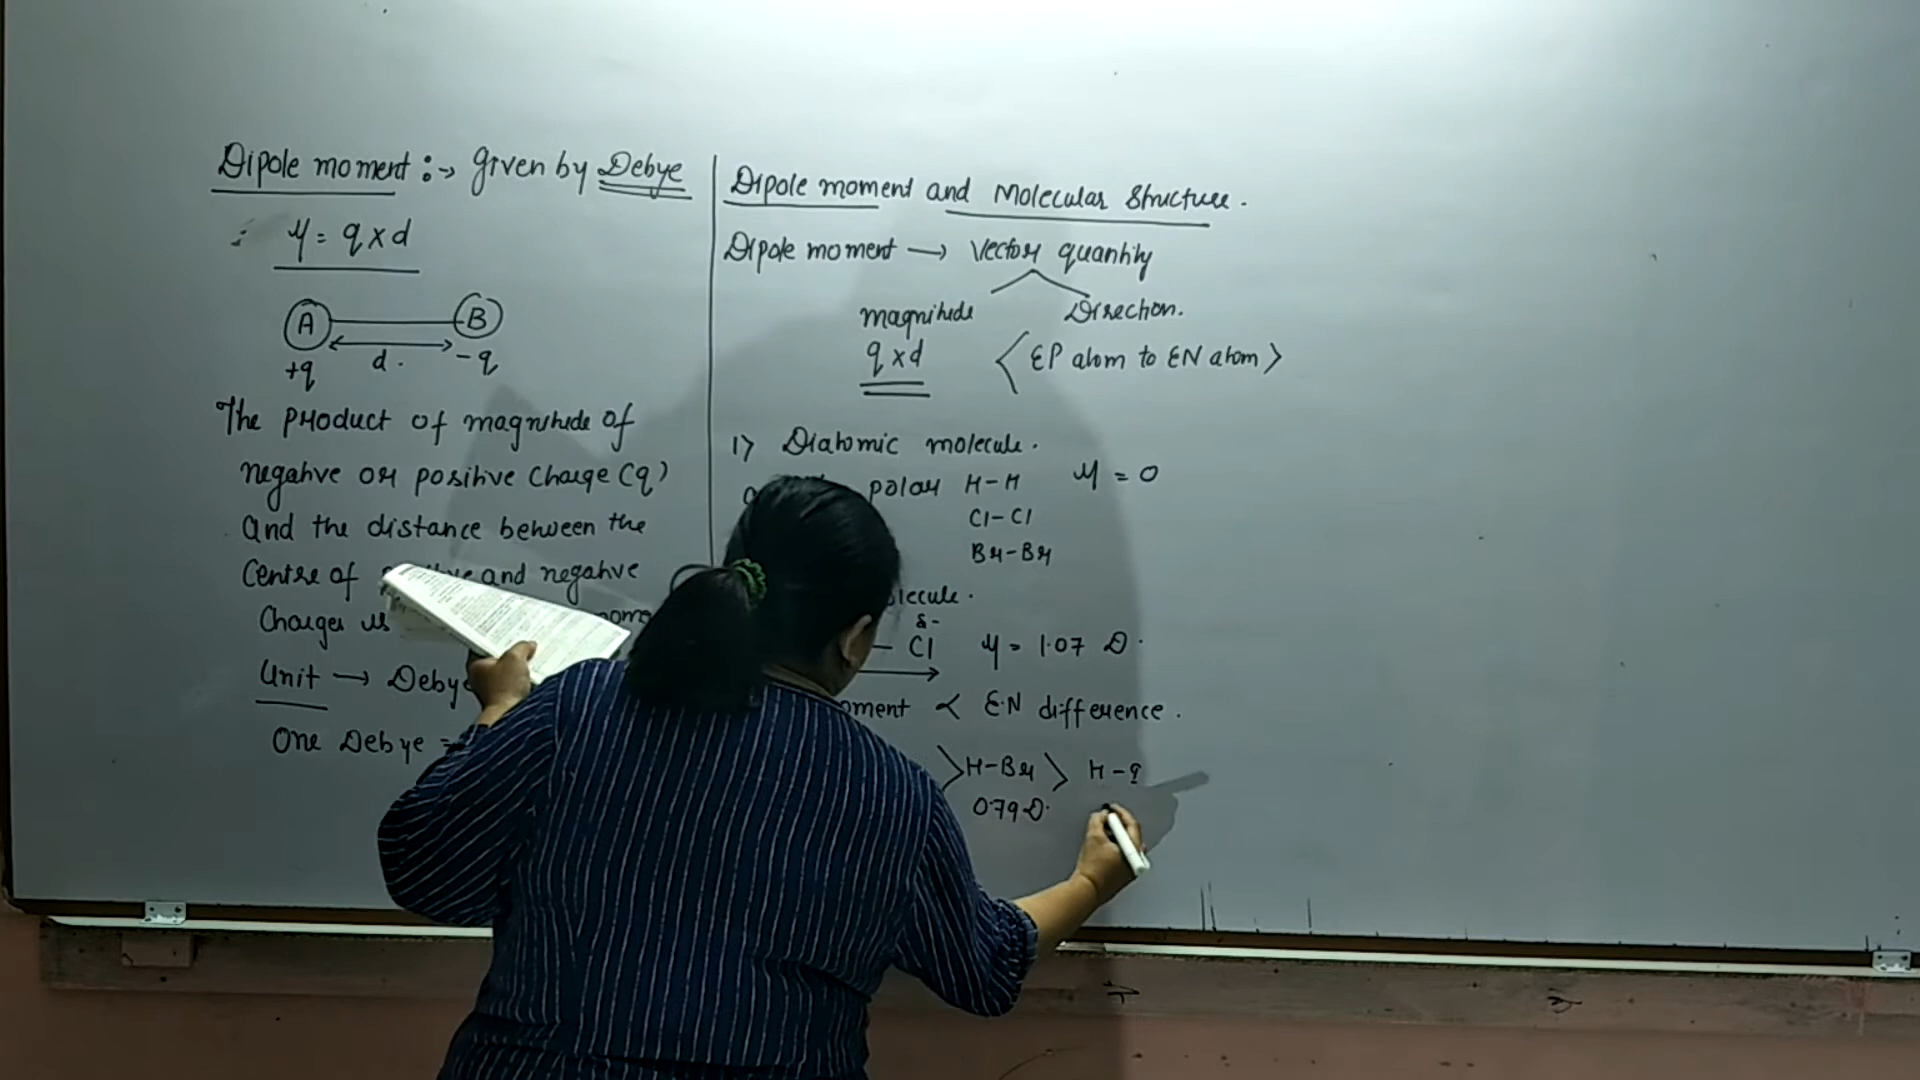 Dipole moment :→ given by Debye
μ = q x d
A B
d.
+q -q
The product of magnitude of
negative or positive charge (q)
and the distance between the
Centre of and negative
Charges is
Unit → Debye
One Debye =
Dipole moment and Molecular Structure.
Dipole moment → Vector quantity
magnitude Direction.
q x d < EP atom to EN atom >
1) Diatomic molecule.
polar H-H μ = 0
Cl-Cl
Br-Br
δ-
- Cl μ = 1.07 D.
∝ E.N difference.
> H-Br > H-I
0.79 D.